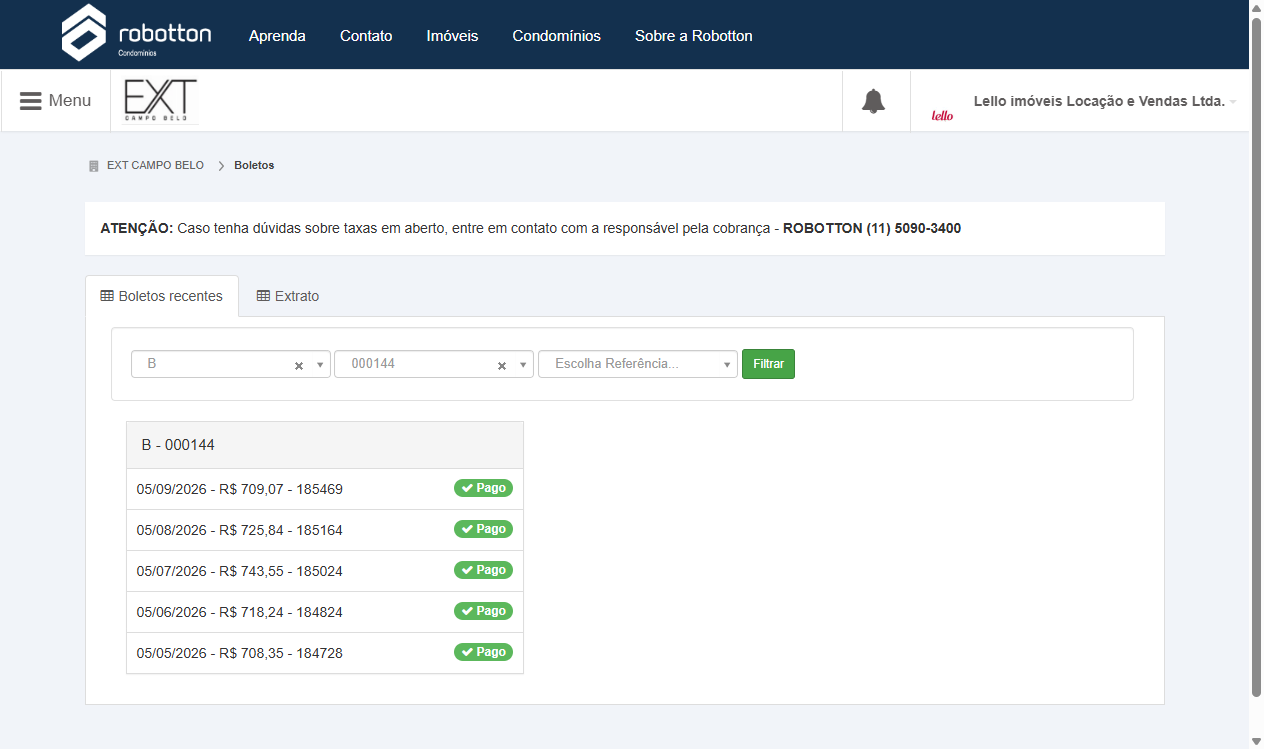 robotton
Condomínios
Aprenda
Contato
Imóveis
Condomínios
Sobre a Robotton
Menu
EXT
CAMPO BELO
lello
Lello imóveis Locação e Vendas Ltda.
EXT CAMPO BELO
Boletos
ATENÇÃO: Caso tenha dúvidas sobre taxas em aberto, entre em contato com a responsável pela cobrança - ROBOTTON (11) 5090-3400
Boletos recentes
Extrato
B
000144
Escolha Referência...
Filtrar
B - 000144
05/09/2026 - R$ 709,07 - 185469 Pago
05/08/2026 - R$ 725,84 - 185164 Pago
05/07/2026 - R$ 743,55 - 185024 Pago
05/06/2026 - R$ 718,24 - 184824 Pago
05/05/2026 - R$ 708,35 - 184728 Pago